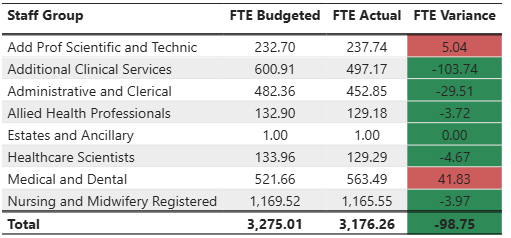 Staff Group FTE Budgeted FTE Actual FTE Variance
Add Prof Scientific and Technic 232.70 237.74 5.04
Additional Clinical Services 600.91 497.17 -103.74
Administrative and Clerical 482.36 452.85 -29.51
Allied Health Professionals 132.90 129.18 -3.72
Estates and Ancillary 1.00 1.00 0.00
Healthcare Scientists 133.96 129.29 -4.67
Medical and Dental 521.66 563.49 41.83
Nursing and Midwifery Registered 1,169.52 1,165.55 -3.97
Total 3,275.01 3,176.26 -98.75